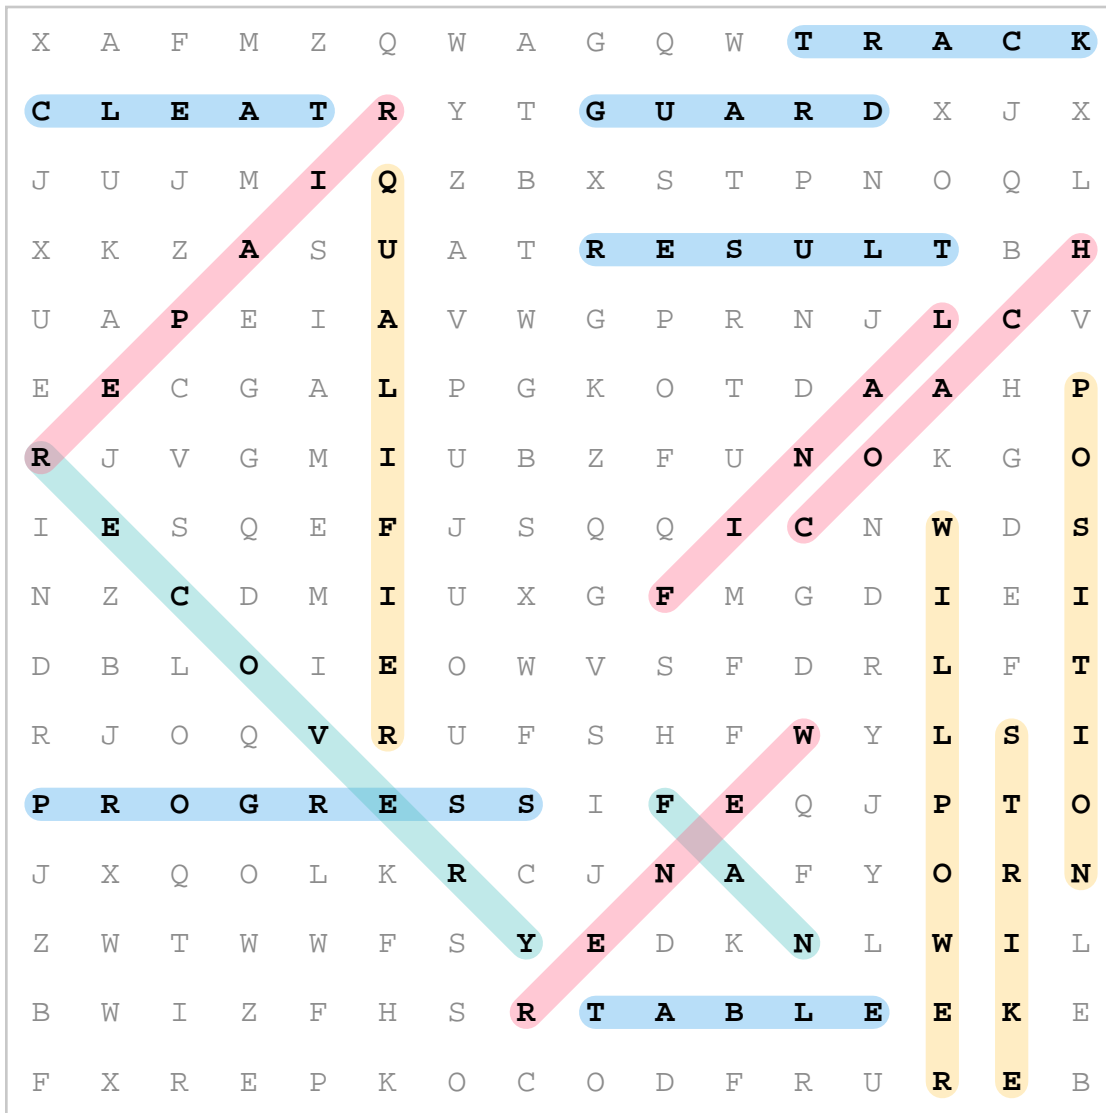 X A F M Z Q W A G Q W T R A C K
C L E A T R Y T G U A R D X J X
J U J M I Q Z B X S T P N O Q L
X K Z A S U A T R E S U L T B H
U A P E I A V W G P R N J L C V
E E C G A L P G K O T D A A H P
R J V G M I U B Z F U N O K G O
I E S Q E F J S Q Q I C N W D S
N Z C D M I U X G F M G D I E I
D B L O I E O W V S F D R L F T
R J O Q V R U F S H F W Y L S I
P R O G R E S S I F E Q J P T O
J X Q O L K R C J N A F Y O R N
Z W T W W F S Y E D K N L W I L
B W I Z F H S R T A B L E E K E
F X R E P K O C O D F R U R E B